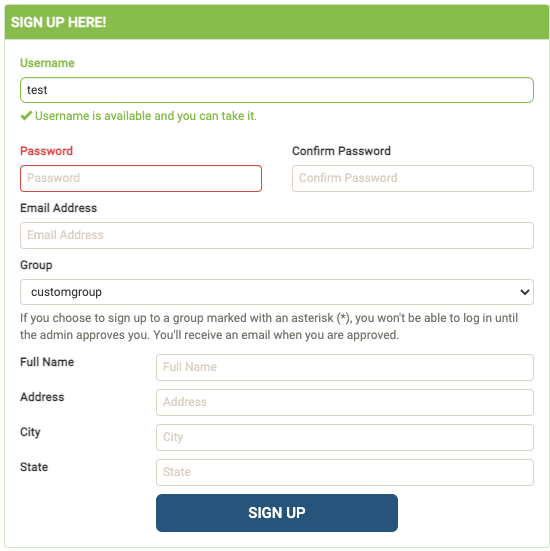 SIGN UP HERE!
Username
test
Username is available and you can take it.
Password Confirm Password
Password Confirm Password
Email Address
Email Address
Group
customgroup
If you choose to sign up to a group marked with an asterisk (*), you won't be able to log in until
the admin approves you. You'll receive an email when you are approved.
Full Name Full Name
Address Address
City City
State State
SIGN UP